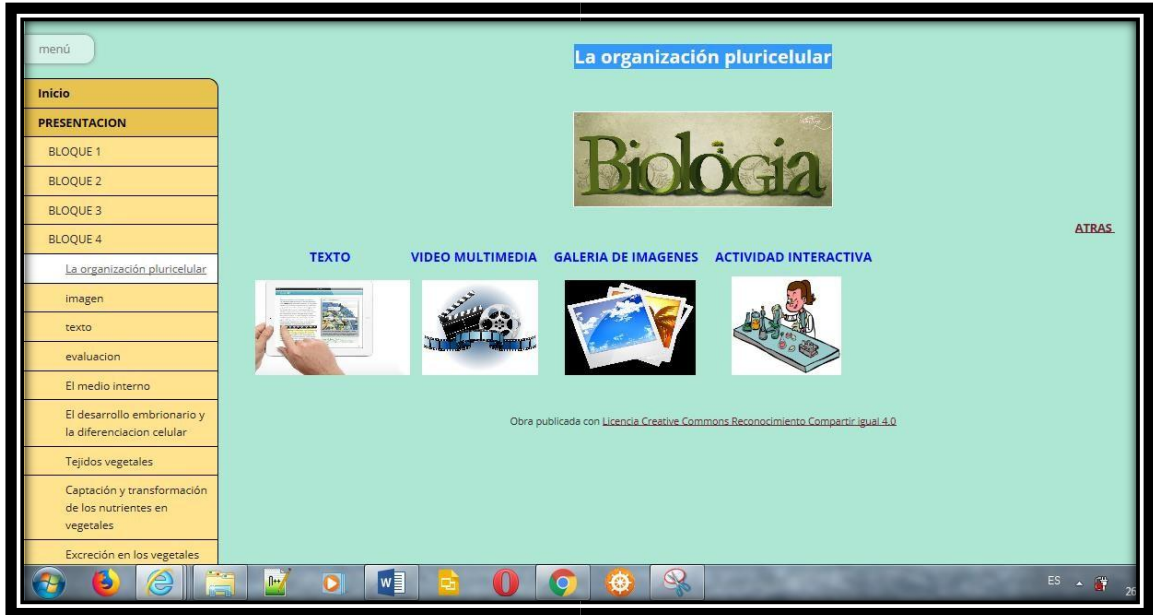 menú
Inicio
PRESENTACION
BLOQUE 1
BLOQUE 2
BLOQUE 3
BLOQUE 4
La organización pluricelular
imagen
texto
evaluacion
El medio interno
El desarrollo embrionario y
la diferenciacion celular
Tejidos vegetales
Captación y transformación
de los nutrientes en
vegetales
Excreción en los vegetales
La organización pluricelular
Biología
ATRAS
TEXTO VIDEO MULTIMEDIA GALERIA DE IMAGENES ACTIVIDAD INTERACTIVA
Obra publicada con Licencia Creative Commons Reconocimiento Compartir igual 4.0
ES
26